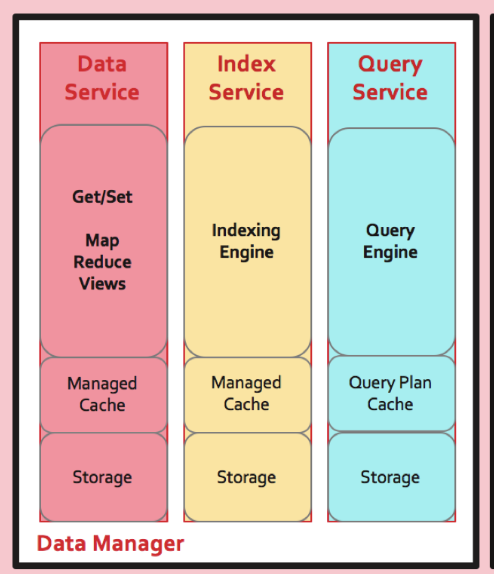 Data
Service
Get/Set
Map
Reduce
Views
Managed
Cache
Storage
Index
Service
Indexing
Engine
Managed
Cache
Storage
Query
Service
Query
Engine
Query Plan
Cache
Storage
Data Manager